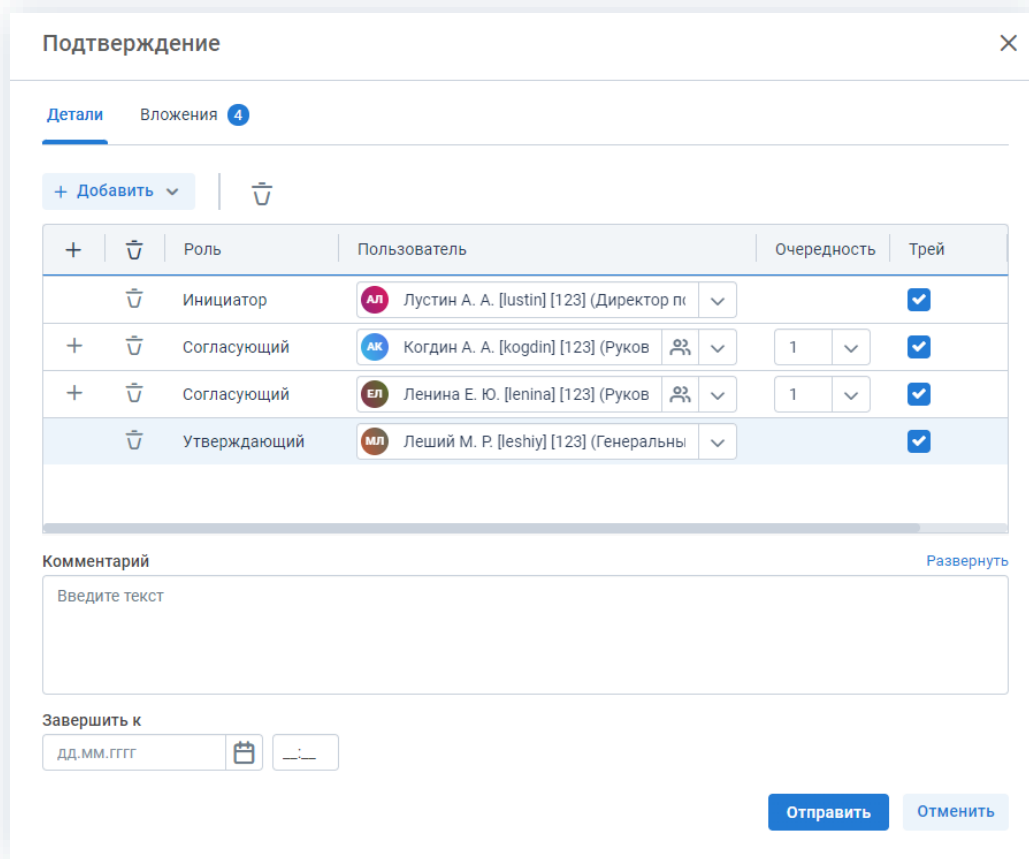 Подтверждение
Детали Вложения 4
+ Добавить
Роль Пользователь Очередность Трей
Инициатор АЛ Лустин А. А. [lustin] [123] (Директор по
Согласующий АК Когдин А. А. [kogdin] [123] (Руков 1
Согласующий ЕЛ Ленина Е. Ю. [lenina] [123] (Руков 1
Утверждающий МЛ Леший М. Р. [leshiy] [123] (Генеральны
Комментарий Развернуть
Введите текст
Завершить к
дд.мм.гггг __:__
Отправить Отменить